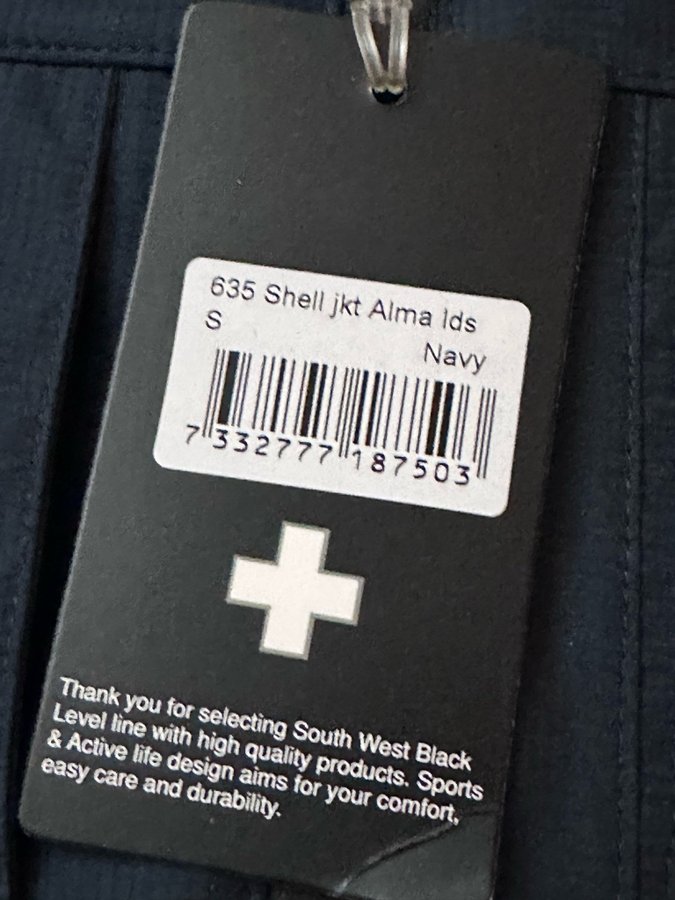 635 Shell jkt Alma lds
S
Navy
7 332777 187503
Thank you for selecting South West Black
Level line with high quality products. Sports
& Active life design aims for your comfort,
easy care and durability.